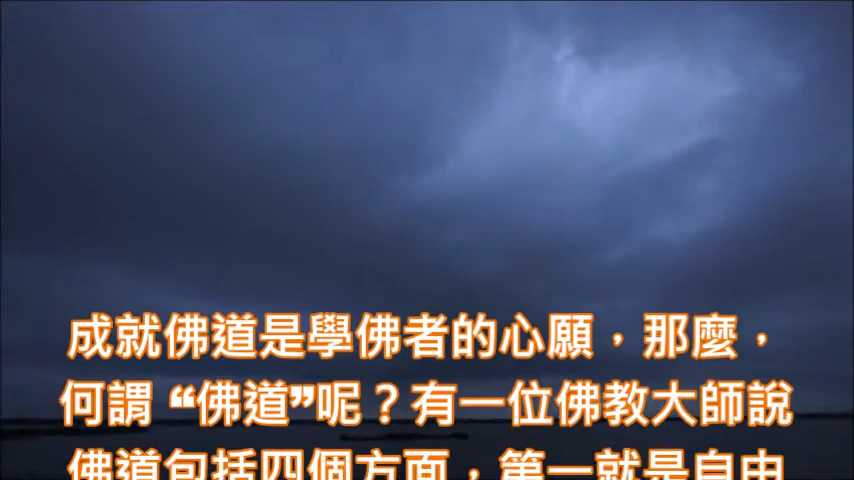 成就佛道是學佛者的心願，那麼，
何謂 “佛道”呢？有一位佛教大師說
佛道包括四個方面，第一就是自由